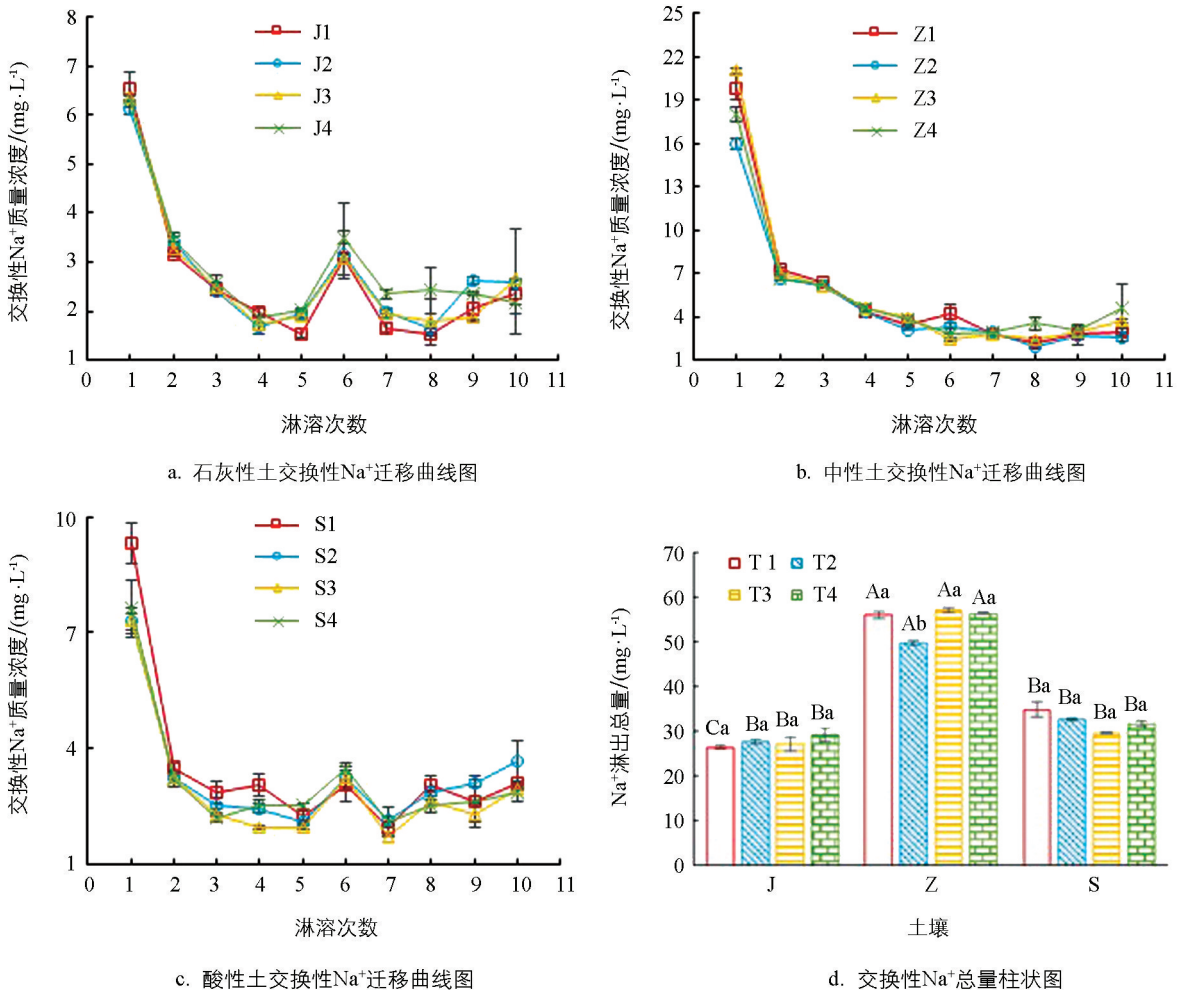 交换性Na⁺质量浓度/(mg·L⁻¹)
8
7
6
5
4
3
2
1
J1
J2
J3
J4
0 1 2 3 4 5 6 7 8 9 10 11
淋溶次数
a. 石灰性土交换性Na⁺迁移曲线图
交换性Na⁺质量浓度/(mg·L⁻¹)
25
22
19
16
13
10
7
4
1
Z1
Z2
Z3
Z4
0 1 2 3 4 5 6 7 8 9 10 11
淋溶次数
b. 中性土交换性Na⁺迁移曲线图
交换性Na⁺质量浓度/(mg·L⁻¹)
10
7
4
1
S1
S2
S3
S4
0 1 2 3 4 5 6 7 8 9 10 11
淋溶次数
c. 酸性土交换性Na⁺迁移曲线图
Na⁺淋出总量/(mg·L⁻¹)
70
60
50
40
30
20
10
0
T 1 T2
T3 T4
Ca Ba Ba Ba
Aa Ab Aa Aa
Ba Ba Ba Ba
J Z S
土壤
d. 交换性Na⁺总量柱状图